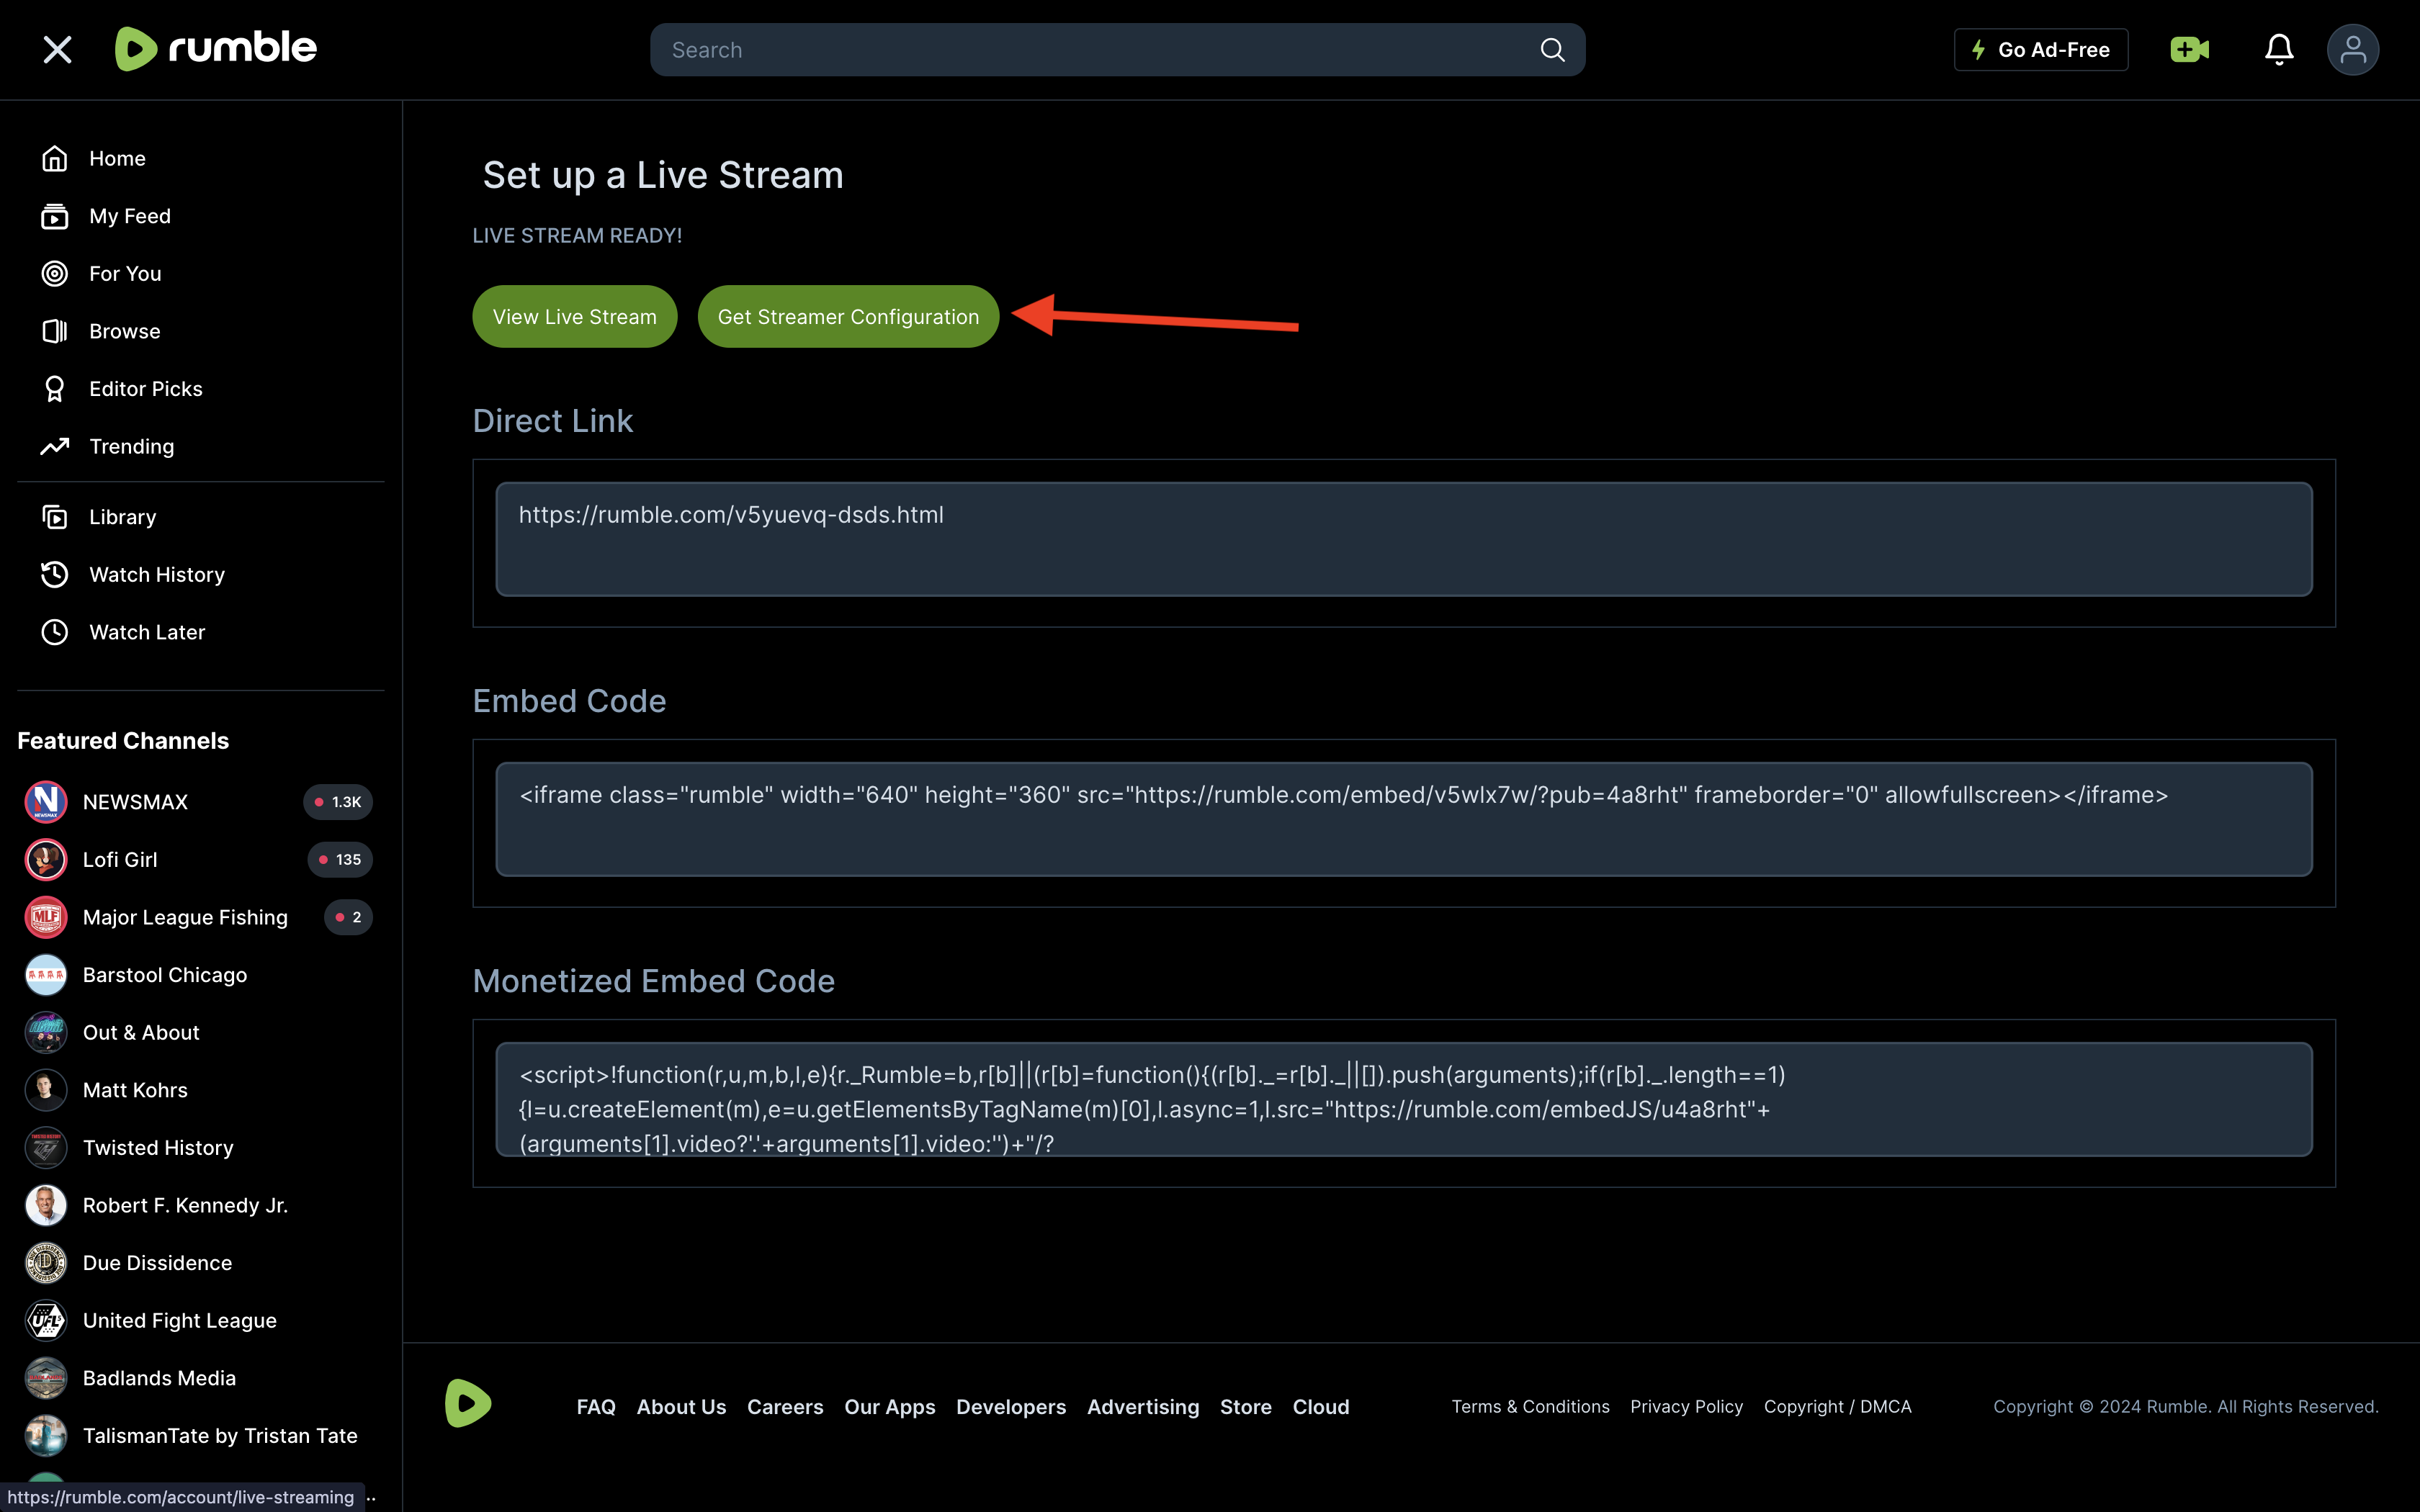 rumble
Search
Go Ad-Free
Home
My Feed
For You
Browse
Editor Picks
Trending
Library
Watch History
Watch Later
Featured Channels
NEWSMAX 1.3K
Lofi Girl 135
Major League Fishing 2
Barstool Chicago
Out & About
Matt Kohrs
Twisted History
Robert F. Kennedy Jr.
Due Dissidence
United Fight League
Badlands Media
TalismanTate by Tristan Tate
https://rumble.com/account/live-streaming
Set up a Live Stream
LIVE STREAM READY!
View Live Stream
Get Streamer Configuration
Direct Link
https://rumble.com/v5yuevq-dsds.html
Embed Code
<iframe class="rumble" width="640" height="360" src="https://rumble.com/embed/v5wlx7w/?pub=4a8rht" frameborder="0" allowfullscreen></iframe>
Monetized Embed Code
<script>!function(r,u,m,b,l,e){r._Rumble=b,r[b]||(r[b]=function(){(r[b]._=r[b]._||[]).push(arguments);if(r[b]._.length==1)
{l=u.createElement(m),e=u.getElementsByTagName(m)[0],l.async=1,l.src="https://rumble.com/embedJS/u4a8rht"+
(arguments[1].video?'.'+arguments[1].video:'')+"/?
FAQ About Us Careers Our Apps Developers Advertising Store Cloud
Terms & Conditions Privacy Policy Copyright / DMCA
Copyright © 2024 Rumble. All Rights Reserved.